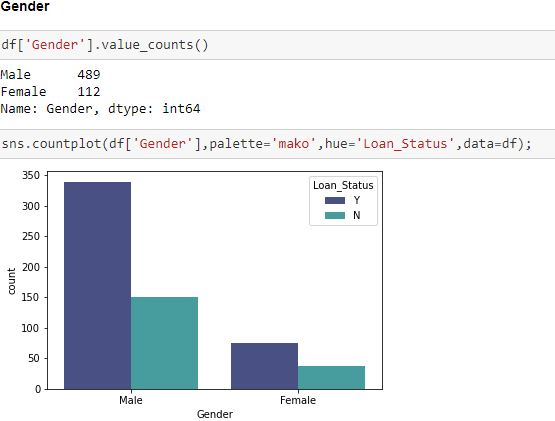 Gender
df['Gender'].value_counts()
Male 489
Female 112
Name: Gender, dtype: int64
sns.countplot(df['Gender'],palette='mako',hue='Loan_Status',data=df);
Loan_Status
Y
N
350
300
250
200
150
100
50
0
count
Male Female
Gender